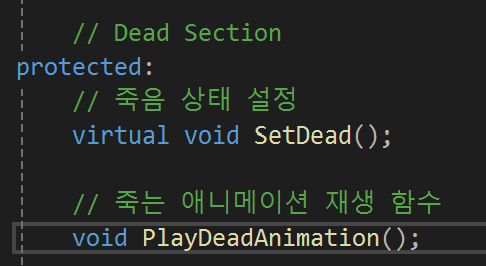 // Dead Section
protected:
// 죽음 상태 설정
virtual void SetDead();
// 죽는 애니메이션 재생 함수
void PlayDeadAnimation();